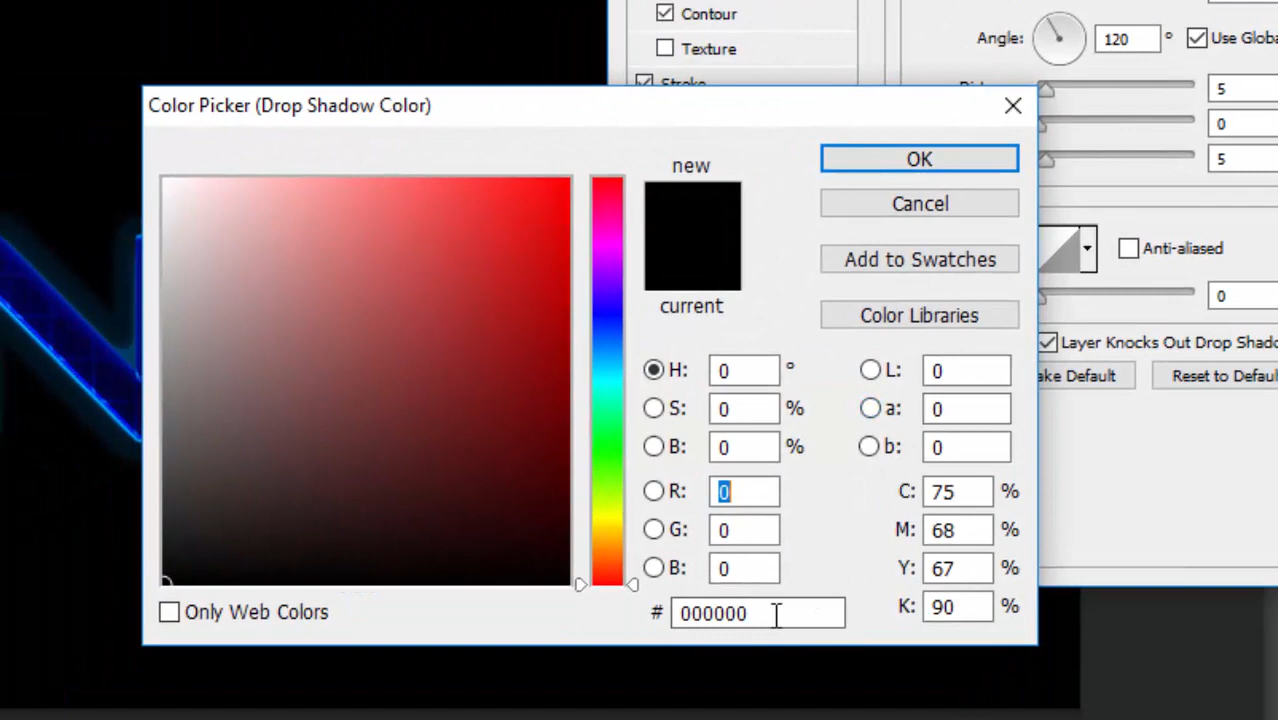 Contour
Texture
Angle: 120 °
Use Globa
5
0
5
Color Picker (Drop Shadow Color)
new
current
OK
Cancel
Add to Swatches
Color Libraries
H: 0 °
S: 0 %
B: 0 %
R: 0
G: 0
B: 0
# 000000
L: 0
a: 0
b: 0
C: 75 %
M: 68 %
Y: 67 %
K: 90 %
Only Web Colors
Anti-aliased
0
Layer Knocks Out Drop Shado
ake Default
Reset to Defaul